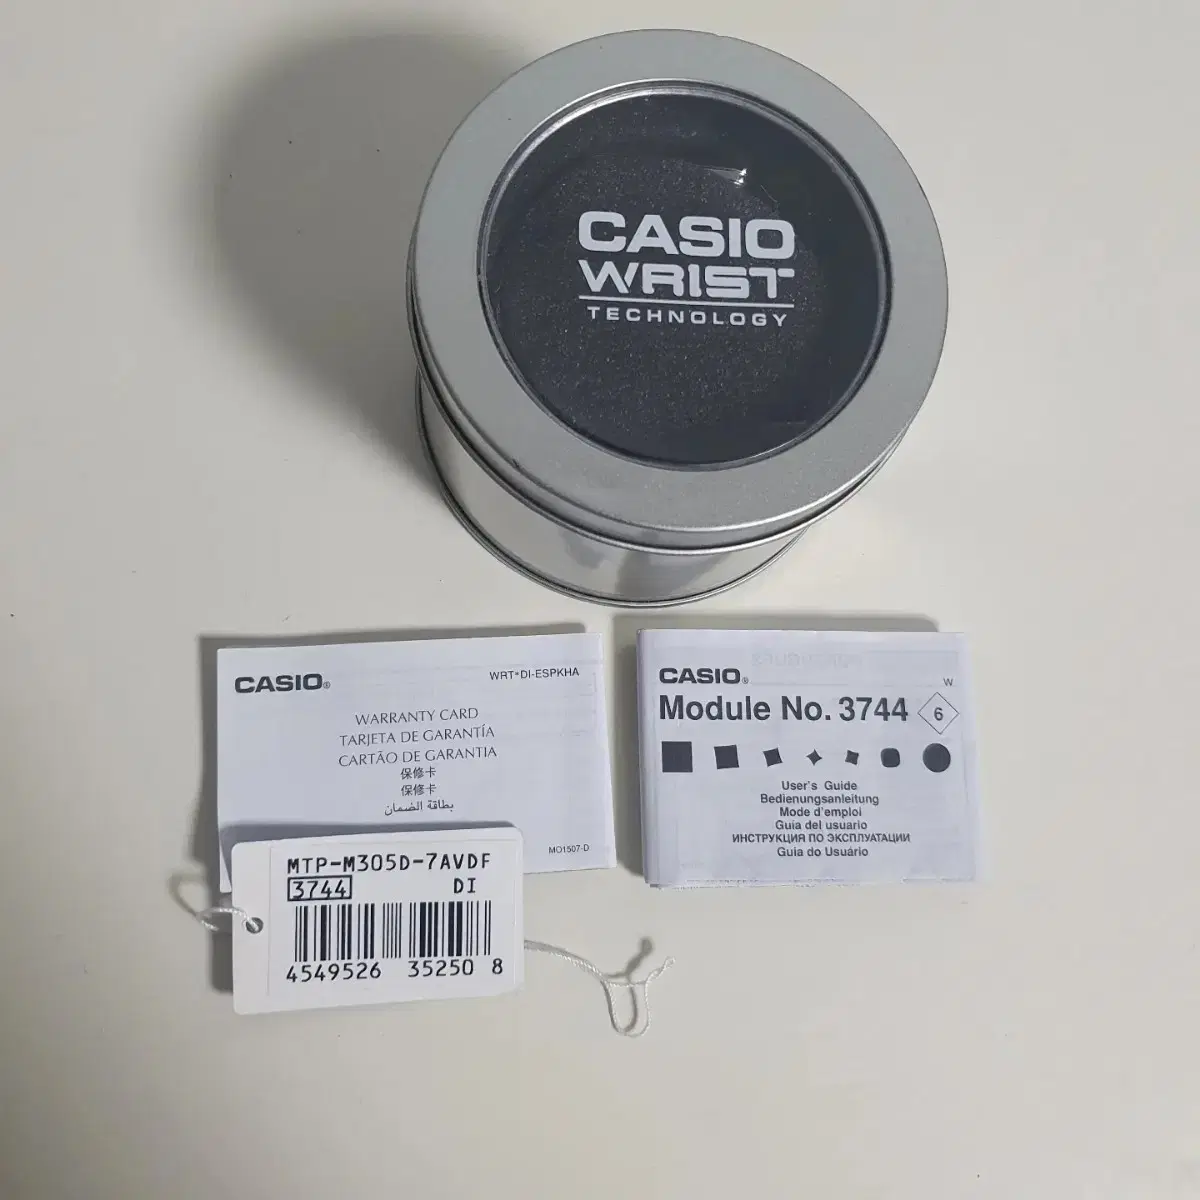 CASIO
WRIST
TECHNOLOGY
CASIO®
WRT*DI-ESPKHA
WARRANTY CARD
TARJETA DE GARANTÍA
CARTÃO DE GARANTIA
保修卡
保修卡
بطاقة الضمان
MO1507-D
MTP-M305D-7AVDF
3744 DI
4549526 35250 8
CASIO®
W
Module No. 3744 6
User's Guide
Bedienungsanleitung
Mode d'emploi
Guía del usuario
ИНСТРУКЦИЯ ПО ЭКСПЛУАТАЦИИ
Guia do Usuário